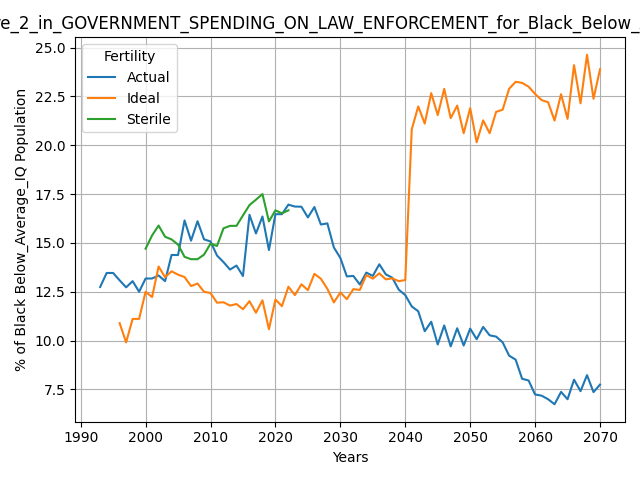 e_2_in_GOVERNMENT_SPENDING_ON_LAW_ENFORCEMENT_for_Black_Below_
Fertility
Actual
Ideal
Sterile
% of Black Below_Average_IQ Population
25.0
22.5
20.0
17.5
15.0
12.5
10.0
7.5
1990
2000
2010
2020
2030
2040
2050
2060
2070
Years